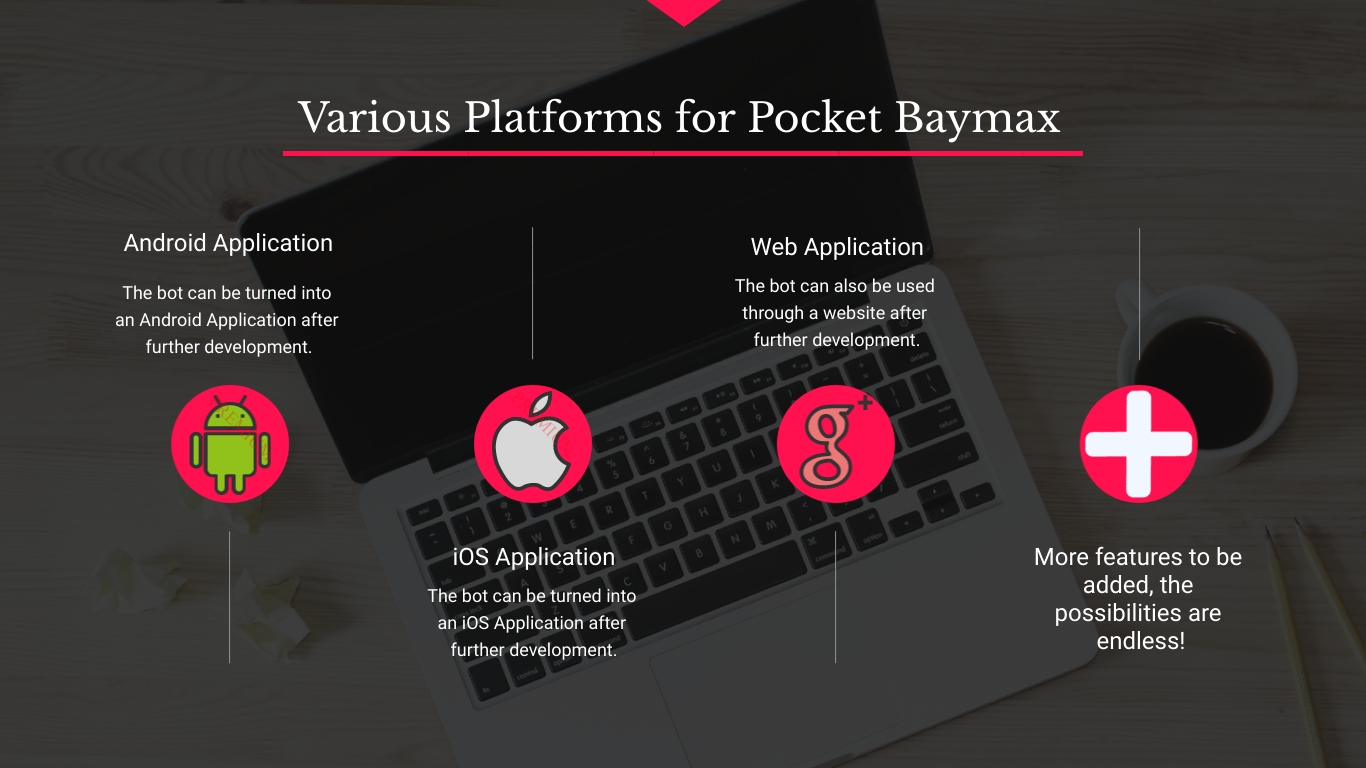 Various Platforms for Pocket Baymax
Android Application
The bot can be turned into
an Android Application after
further development.
iOS Application
The bot can be turned into
an iOS Application after
further development.
Web Application
The bot can also be used
through a website after
further development.
More features to be
added, the
possibilities are
endless!